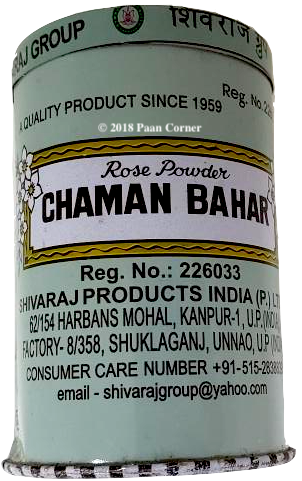 RAJ GROUP
शिवराज ग्रु
A QUALITY PRODUCT SINCE 1959
Reg. No.
© 2018 Paan Corner
Rose Powder
CHAMAN BAHAR
Reg. No.: 226033
SHIVARAJ PRODUCTS INDIA (P.)
62/154 HARBANS MOHAL, KANPUR-1, U.P.
FACTORY- 8/358, SHUKLAGANJ, UNNAO, U.P.
CONSUMER CARE NUMBER +91-515-
email - shivarajgroup@yahoo.com